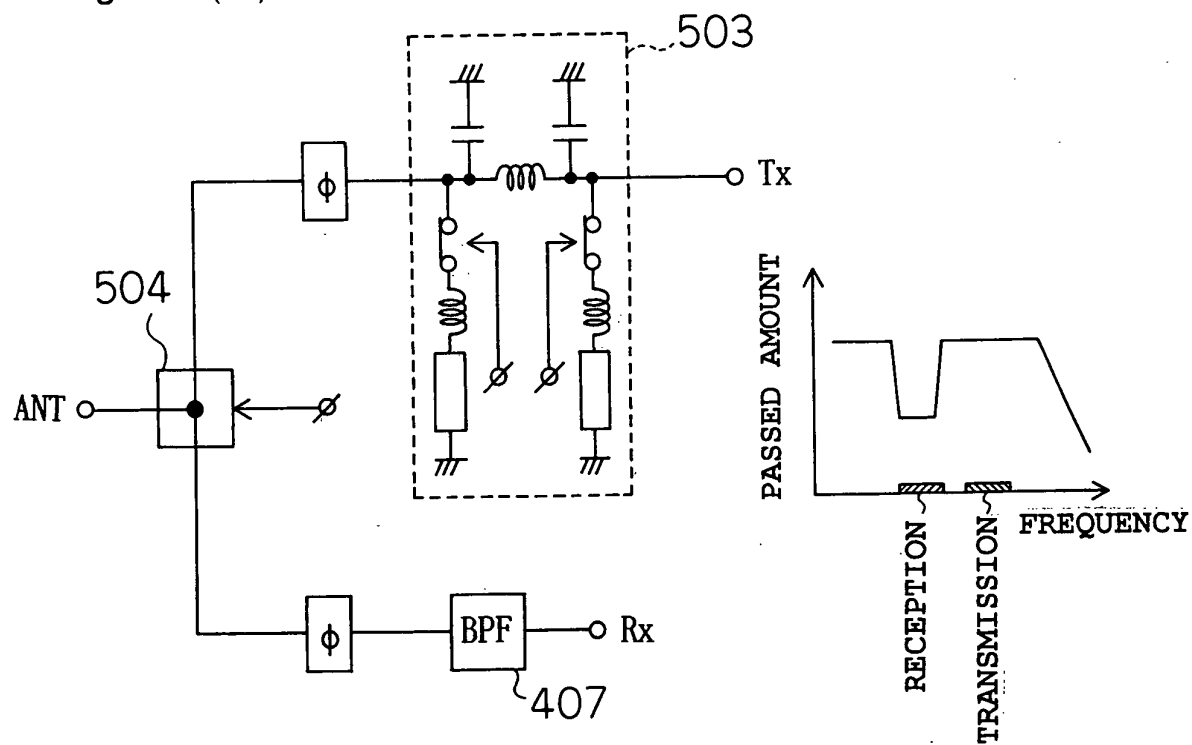 503
ϕ
Tx
504
ANT
ϕ
BPF
Rx
407
PASSED AMOUNT
FREQUENCY
RECEPTION
TRANSMISSION